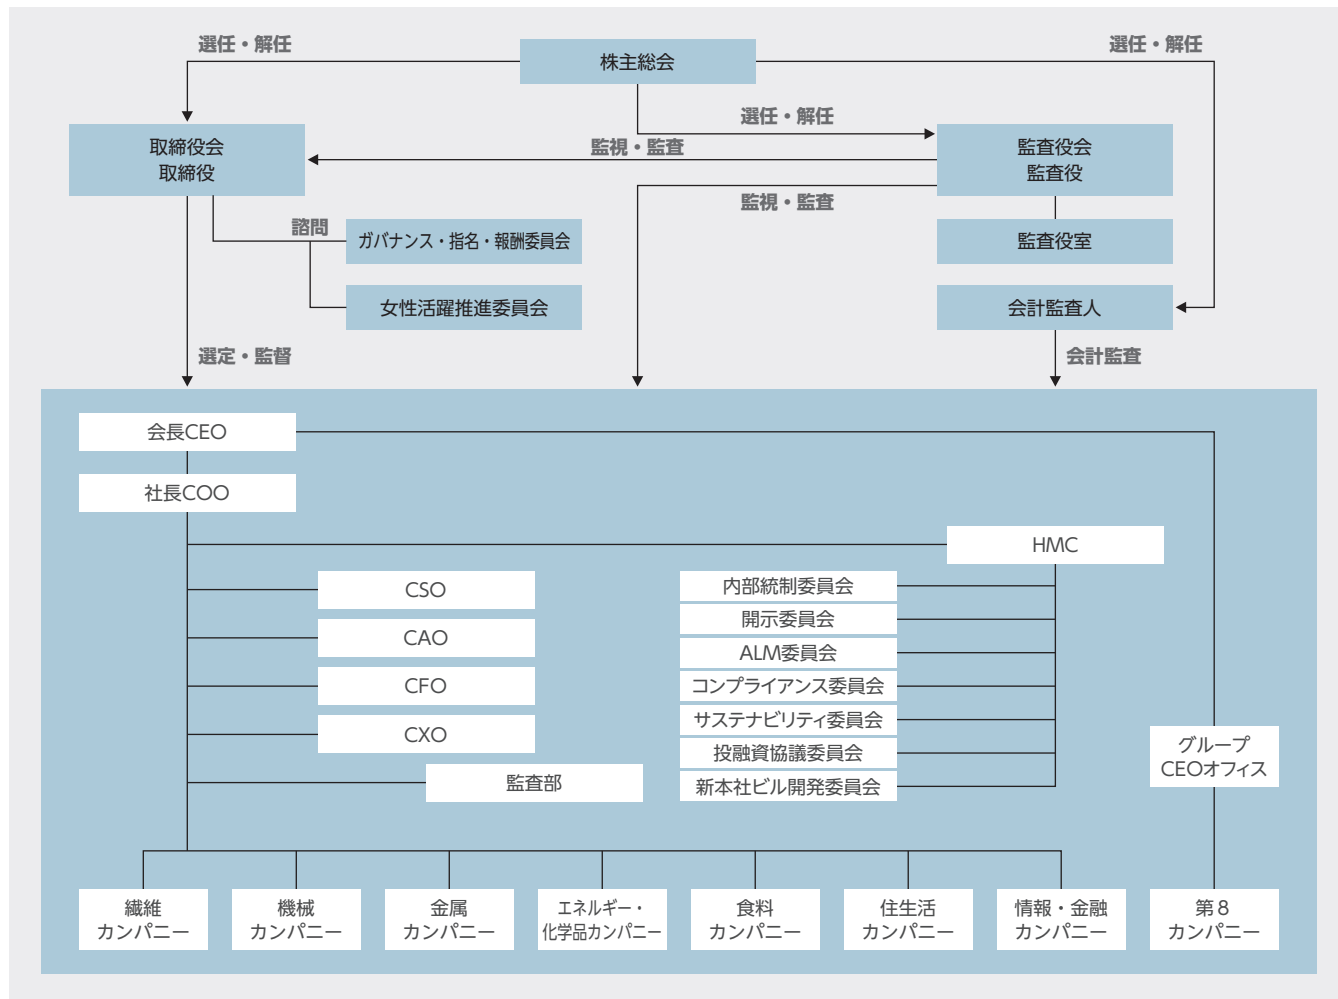 選任・解任
株主総会
選任・解任
選任・解任
取締役会
取締役
監視・監査
監査役会
監査役
監視・監査
諮問
ガバナンス・指名・報酬委員会
監査役室
女性活躍推進委員会
会計監査人
選定・監督
会計監査
会長CEO
社長COO
HMC
CSO
CAO
CFO
CXO
監査部
内部統制委員会
開示委員会
ALM委員会
コンプライアンス委員会
サステナビリティ委員会
投融資協議委員会
新本社ビル開発委員会
グループ
CEOオフィス
繊維
カンパニー
機械
カンパニー
金属
カンパニー
エネルギー・
化学品カンパニー
食料
カンパニー
住生活
カンパニー
情報・金融
カンパニー
第8
カンパニー